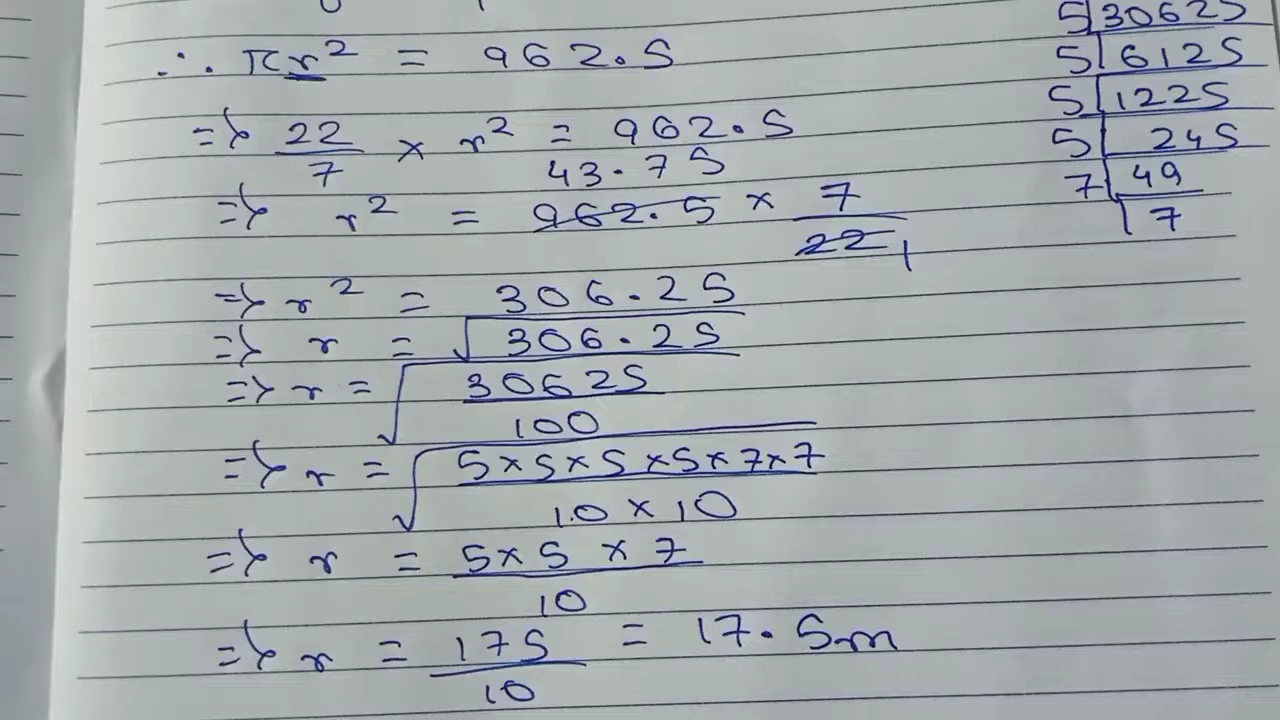 ∴ πr² = 962.5
=> 22/7 × r² = 962.5
43.75
=> r² = 962.5 × 7/22 1
=> r² = 306.25
=> r = √306.25
=> r = √(30625/100)
=> r = √(5×5×5×5×7×7/10×10)
=> r = 5×5×7/10
=> r = 175/10 = 17.5m
5|30625
5|6125
5|1225
5|245
7|49
|7